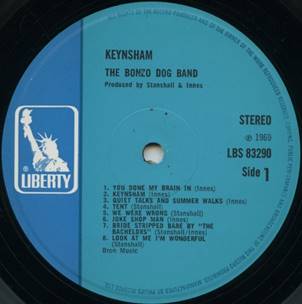 KEYNSHAM
THE BONZO DOG BAND
Produced by Stanshall & Innes
STEREO
℗ 1969
LBS 83290
Side 1
LIBERTY
1. YOU DONE MY BRAIN IN (Innes)
2. KEYNSHAM (Innes)
3. QUIET TALKS AND SUMMER WALKS (Innes)
4. TENT (Stanshall)
5. WE WERE WRONG (Stanshall)
6. JOKE SHOP MAN (Innes)
7. BRIDE STRIPPED BARE BY "THE
BACHELORS" (Innes/Stanshall)
8. LOOK AT ME I'M WONDERFUL
(Stanshall)
Bron Music